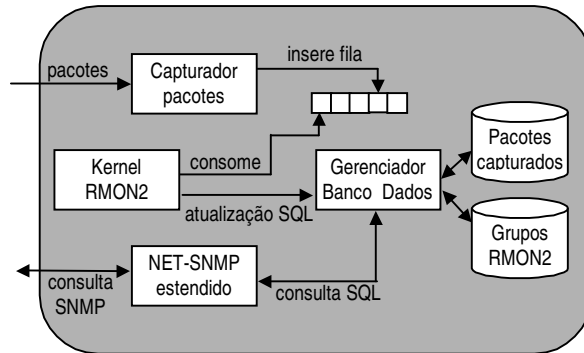 pacotes
Capturador
pacotes
insere fila
Kernel
RMON2
consome
Gerenciador
Banco Dados
Pacotes
capturados
atualização SQL
Grupos
RMON2
consulta
SNMP
NET-SNMP
estendido
consulta SQL